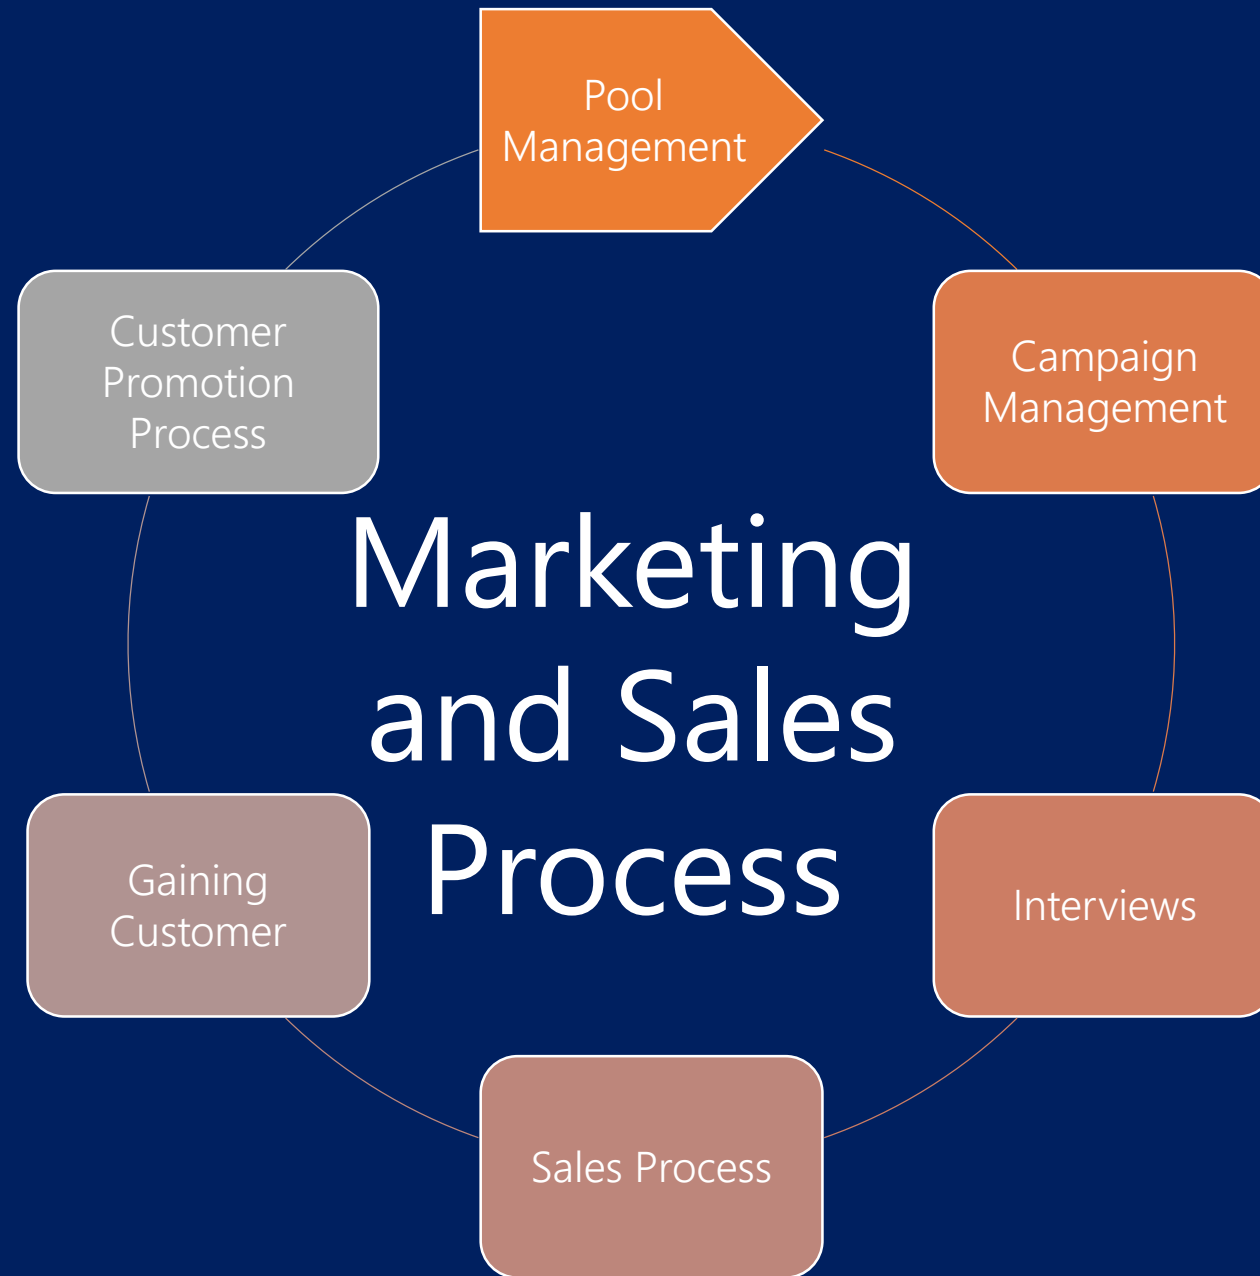 Pool
Management
Campaign
Management
Interviews
Sales Process
Gaining
Customer
Customer
Promotion
Process
Marketing
and Sales
Process